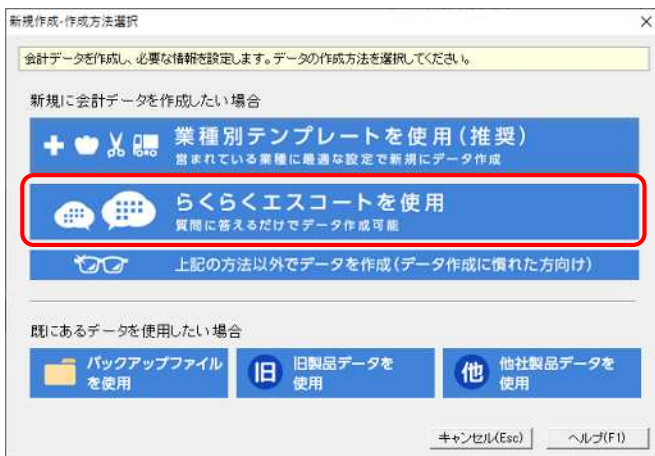 新規作成-作成方法選択
会計データを作成し、必要な情報を設定します。データの作成方法を選択してください。
新規に会計データを作成したい場合
業種別テンプレートを使用(推奨)
営まれている業種に最適な設定で新規にデータ作成
らくらくエスコートを使用
質問に答えるだけでデータ作成可能
上記の方法以外でデータを作成(データ作成に慣れた方向け)
既にあるデータを使用したい場合
バックアップファイル
を使用
旧
旧製品データを
使用
他
他社製品データを
使用
キャンセル(Esc)
ヘルプ(F1)